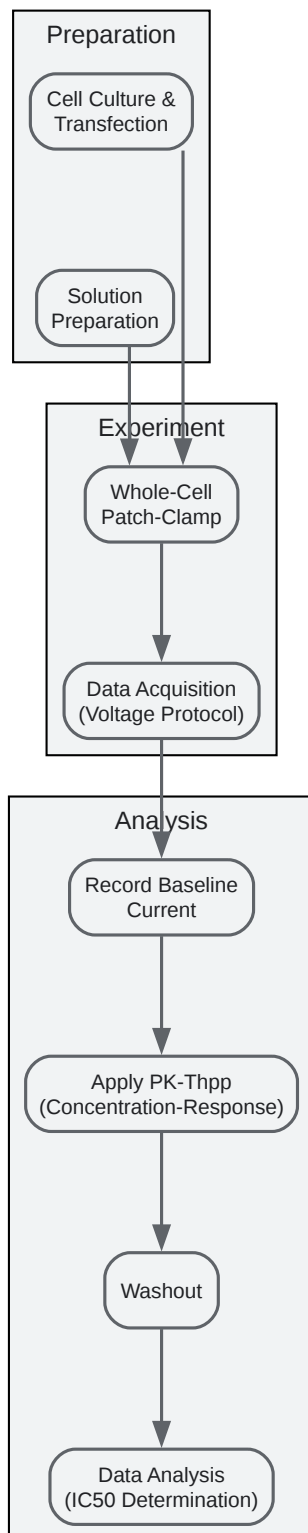 Preparation
Cell Culture &
Transfection
Solution
Preparation
Experiment
Whole-Cell
Patch-Clamp
Data Acquisition
(Voltage Protocol)
Analysis
Record Baseline
Current
Apply PK-Thpp
(Concentration-Response)
Washout
Data Analysis
(IC50 Determination)